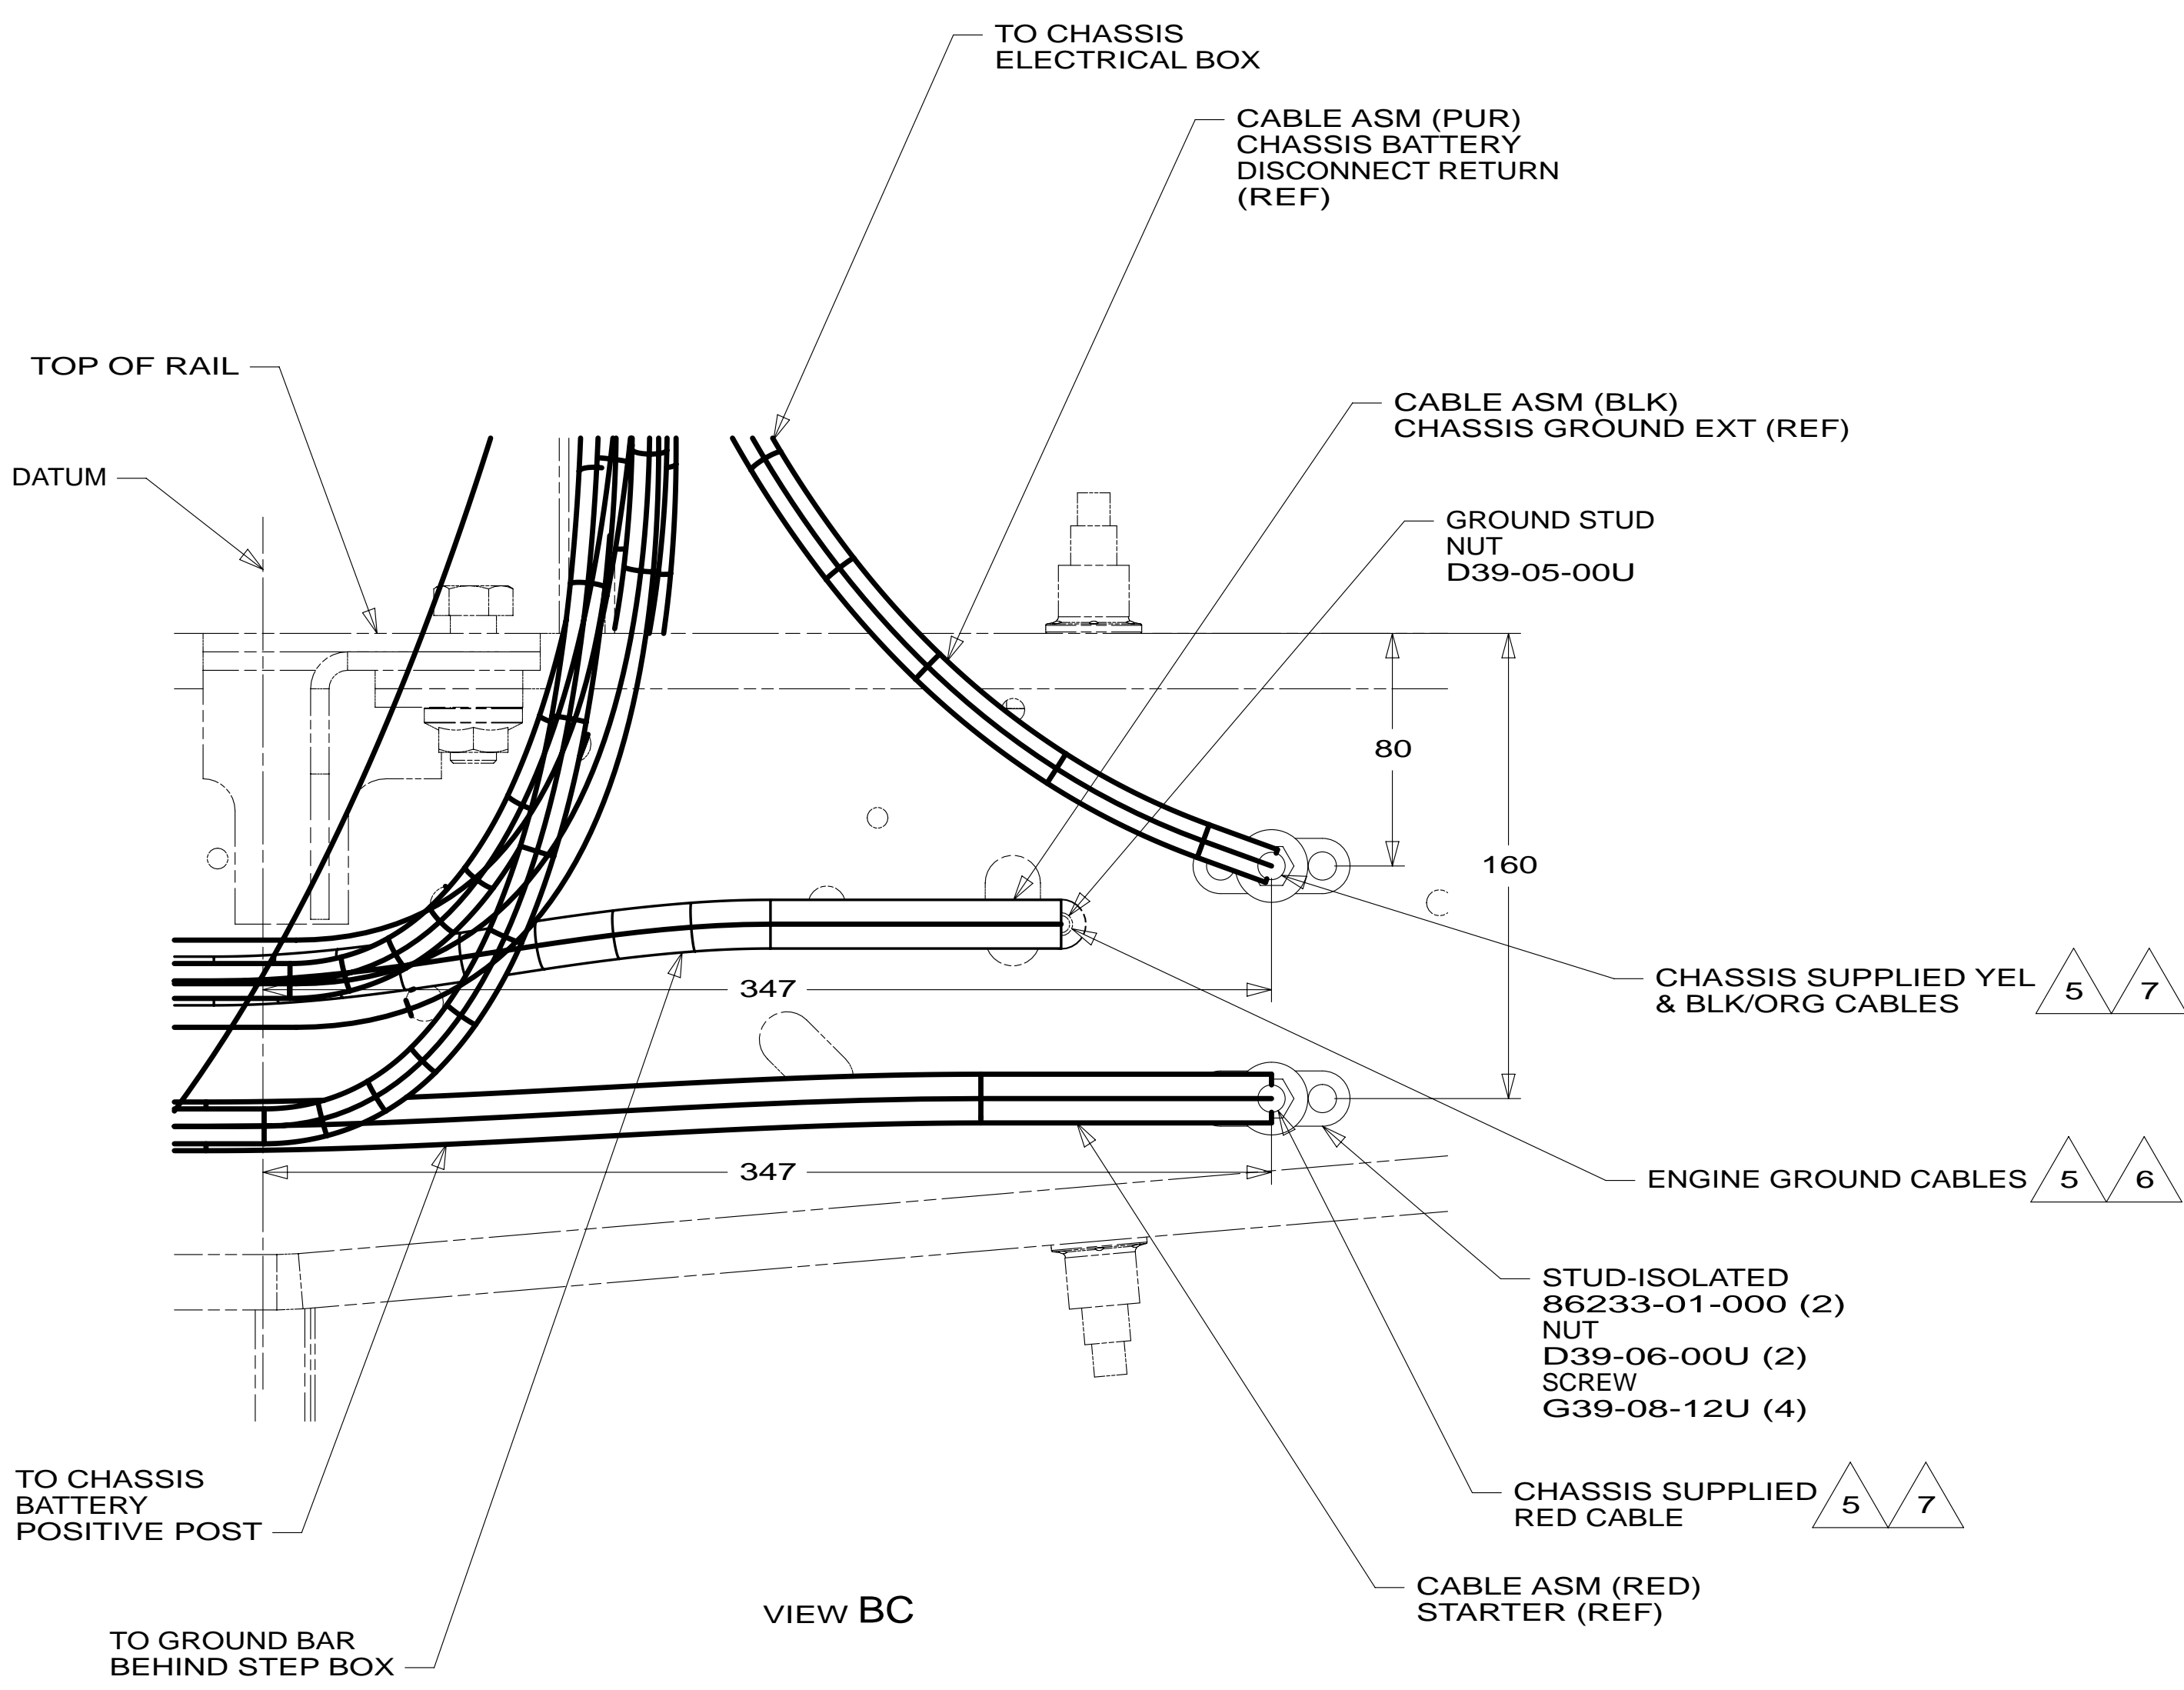 TO CHASSIS
ELECTRICAL BOX
CABLE ASM (PUR)
CHASSIS BATTERY
DISCONNECT RETURN
(REF)
TOP OF RAIL
CABLE ASM (BLK)
CHASSIS GROUND EXT (REF)
DATUM
GROUND STUD
NUT
D39-05-00U
80
160
347
CHASSIS SUPPLIED YEL
& BLK/ORG CABLES
5 7
347
ENGINE GROUND CABLES 5 6
STUD-ISOLATED
86233-01-000 (2)
NUT
D39-06-00U (2)
SCREW
G39-08-12U (4)
TO CHASSIS
BATTERY
POSITIVE POST
CHASSIS SUPPLIED
RED CABLE
5 7
CABLE ASM (RED)
STARTER (REF)
VIEW BC
TO GROUND BAR
BEHIND STEP BOX